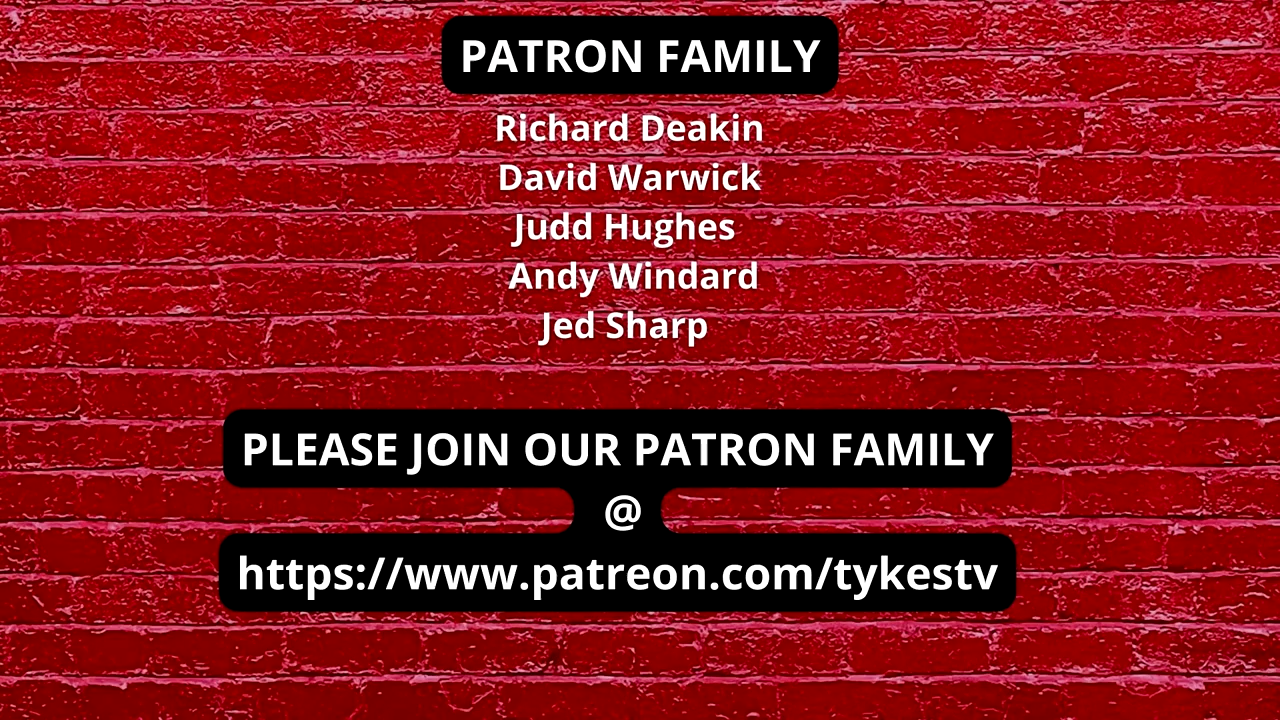 PATRON FAMILY
Richard Deakin
David Warwick
Judd Hughes
Andy Windard
Jed Sharp
PLEASE JOIN OUR PATRON FAMILY
@
https://www.patreon.com/tykestv